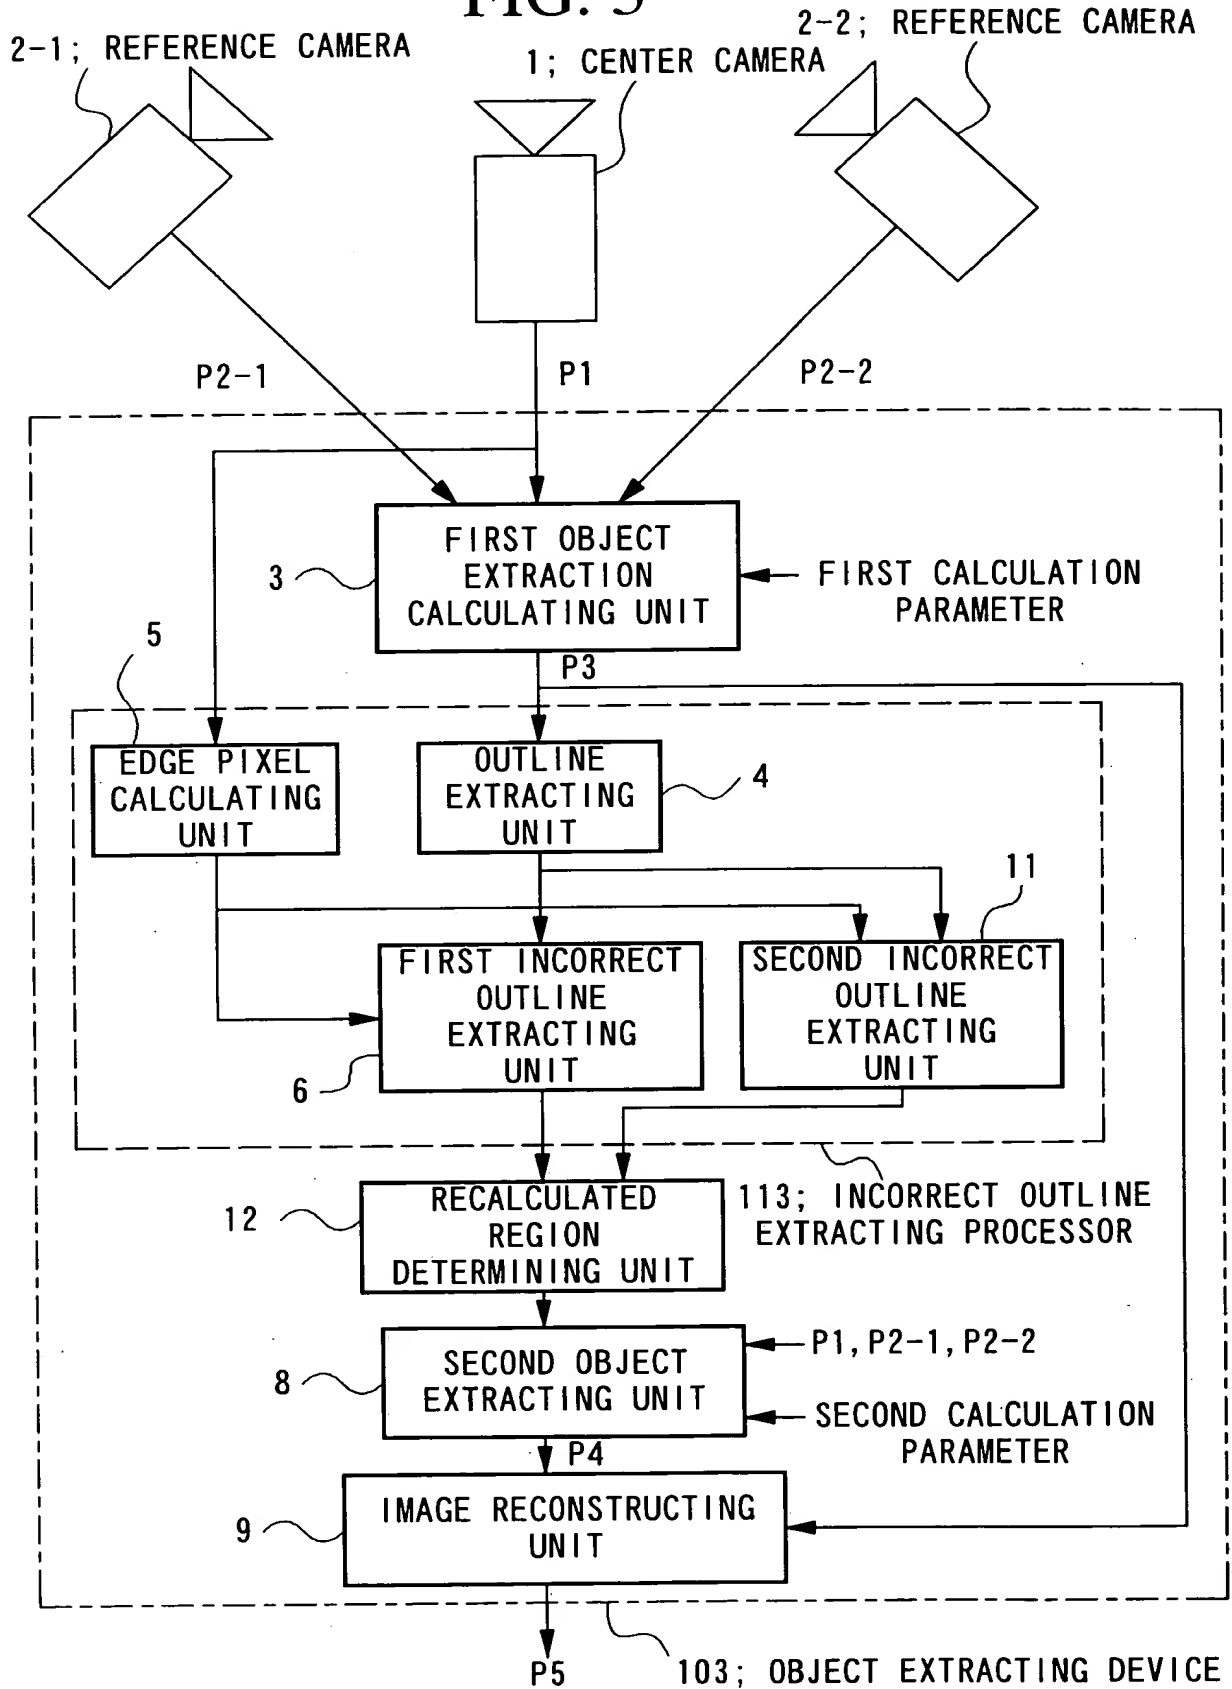 FIG. 5
2-1; REFERENCE CAMERA
1; CENTER CAMERA
2-2; REFERENCE CAMERA
P2-1
P1
P2-2
FIRST OBJECT
EXTRACTION
CALCULATING UNIT
3
FIRST CALCULATION
PARAMETER
5
P3
EDGE PIXEL
CALCULATING
UNIT
OUTLINE
EXTRACTING
UNIT
4
11
FIRST INCORRECT
OUTLINE
EXTRACTING
UNIT
6
SECOND INCORRECT
OUTLINE
EXTRACTING
UNIT
12
RECALCULATED
REGION
DETERMINING UNIT
113; INCORRECT OUTLINE
EXTRACTING PROCESSOR
8
SECOND OBJECT
EXTRACTING UNIT
P1, P2-1, P2-2
SECOND CALCULATION
PARAMETER
P4
9
IMAGE RECONSTRUCTING
UNIT
P5
103; OBJECT EXTRACTING DEVICE